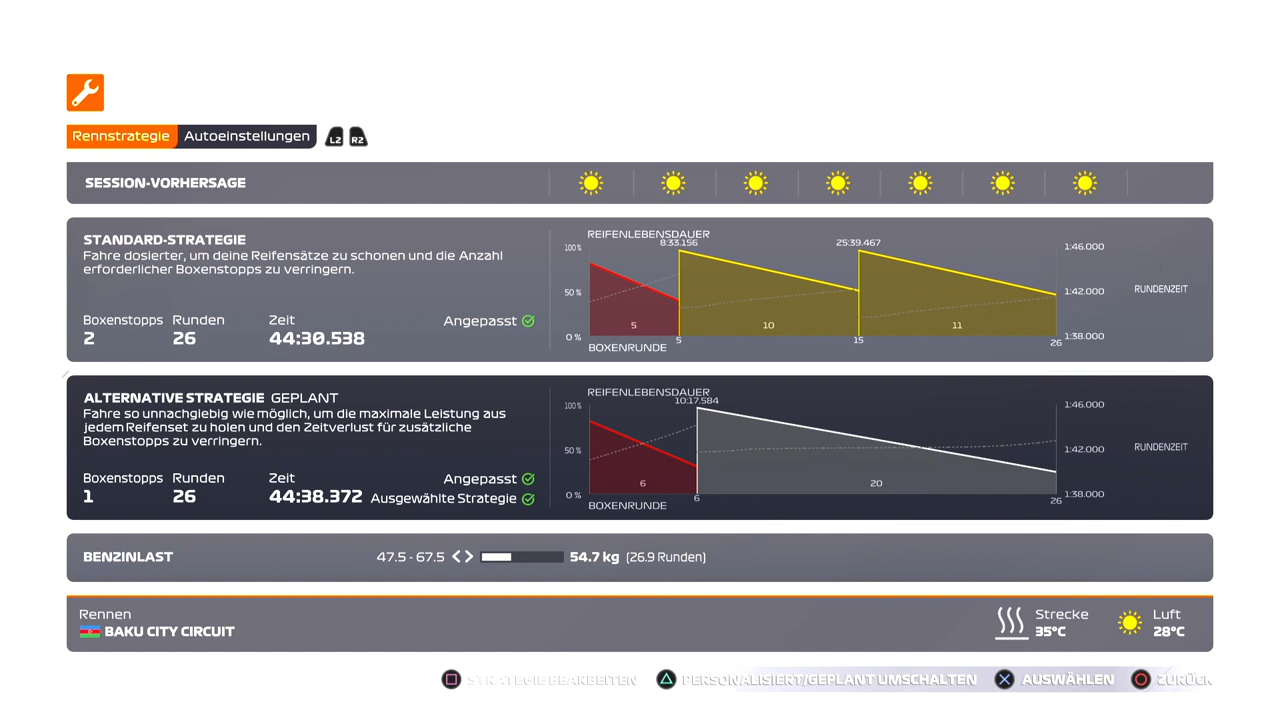 L2 R2
Rennstrategie Autoeinstellungen
SESSION-VORHERSAGE
STANDARD-STRATEGIE
Fahre dosierter, um deine Reifensätze zu schonen und die Anzahl
erforderlicher Boxenstopps zu verringern.
Boxenstopps Runden Zeit Angepasst
2 26 44:30.538
REIFENLEBENSDAUER
8:33.156 25:39.467
100% 1:46.000
50% 1:42.000 RUNDENZEIT
5 10 11
0% 5 15 26 1:38.000
BOXENRUNDE
ALTERNATIVE STRATEGIE GEPLANT
Fahre so unnachgiebig wie möglich, um die maximale Leistung aus
jedem Reifenset zu holen und den Zeitverlust für zusätzliche
Boxenstopps zu verringern.
Boxenstopps Runden Zeit Angepasst
1 26 44:38.372 Ausgewählte Strategie
REIFENLEBENSDAUER
10:17.584
100% 1:46.000
50% 1:42.000 RUNDENZEIT
6 20
0% 6 26 1:38.000
BOXENRUNDE
BENZINLAST 47.5 - 67.5 54.7 kg (26.9 Runden)
Rennen Strecke Luft
BAKU CITY CIRCUIT 35°C 28°C
STRATEGIE BEARBEITEN PERSONALISIERT/GEPLANT UMSCHALTEN AUSWÄHLEN ZURÜCK